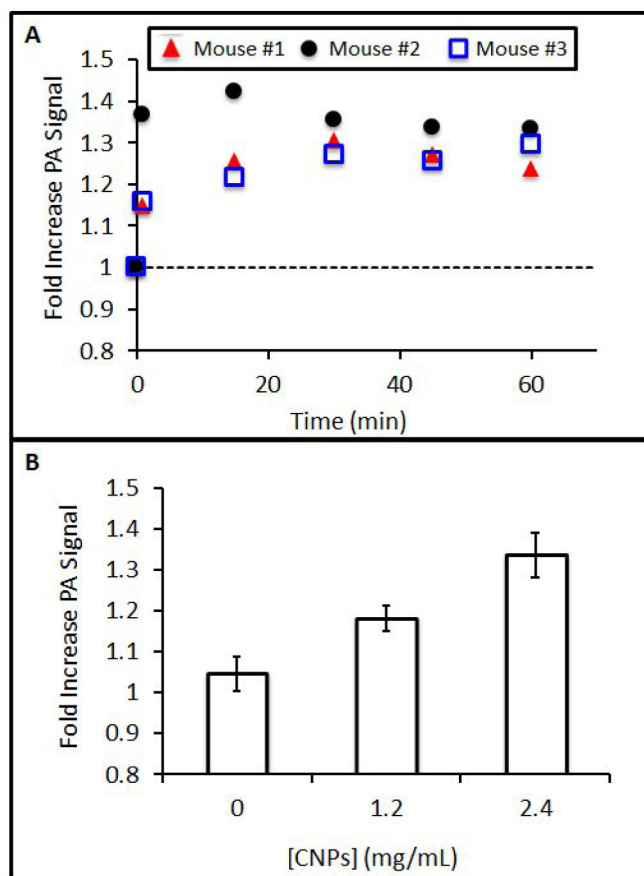 A
Mouse #1 Mouse #2 Mouse #3
Fold Increase PA Signal
1.5
1.4
1.3
1.2
1.1
1
0.9
0.8
0 20 40 60
Time (min)
B
Fold Increase PA Signal
1.5
1.4
1.3
1.2
1.1
1
0.9
0.8
0 1.2 2.4
[CNPs] (mg/mL)